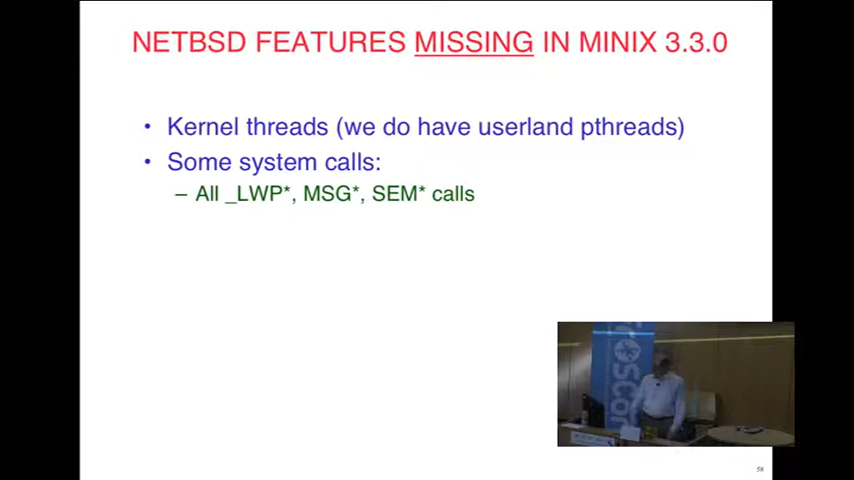 NETBSD FEATURES MISSING IN MINIX 3.3.0
• Kernel threads (we do have userland pthreads)
• Some system calls:
– All _LWP*, MSG*, SEM* calls
58